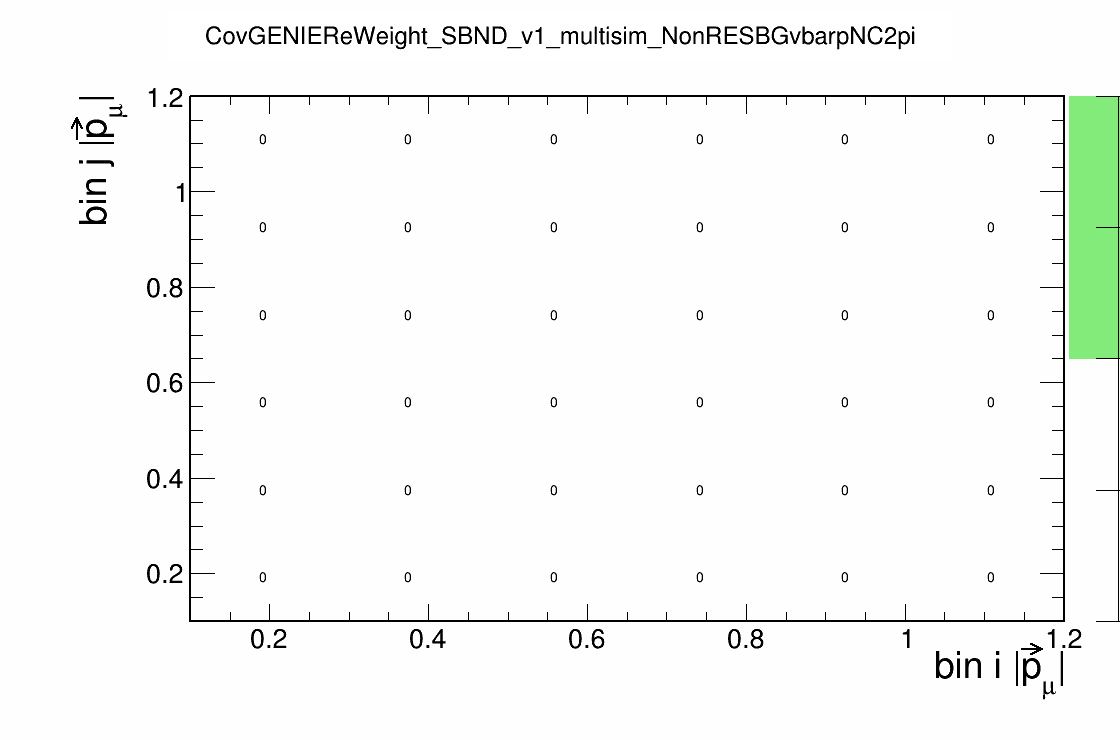 CovGENIEReWeight_SBND_v1_multisim_NonRESBGvbarpNC2pi
bin j |p⃗μ|
1.2
0 0 0 0 0 0
1
0 0 0 0 0 0
0.8
0 0 0 0 0 0
0.6
0 0 0 0 0 0
0.4
0 0 0 0 0 0
0.2
0 0 0 0 0 0
0.2 0.4 0.6 0.8 1 1.2
bin i |p⃗μ|